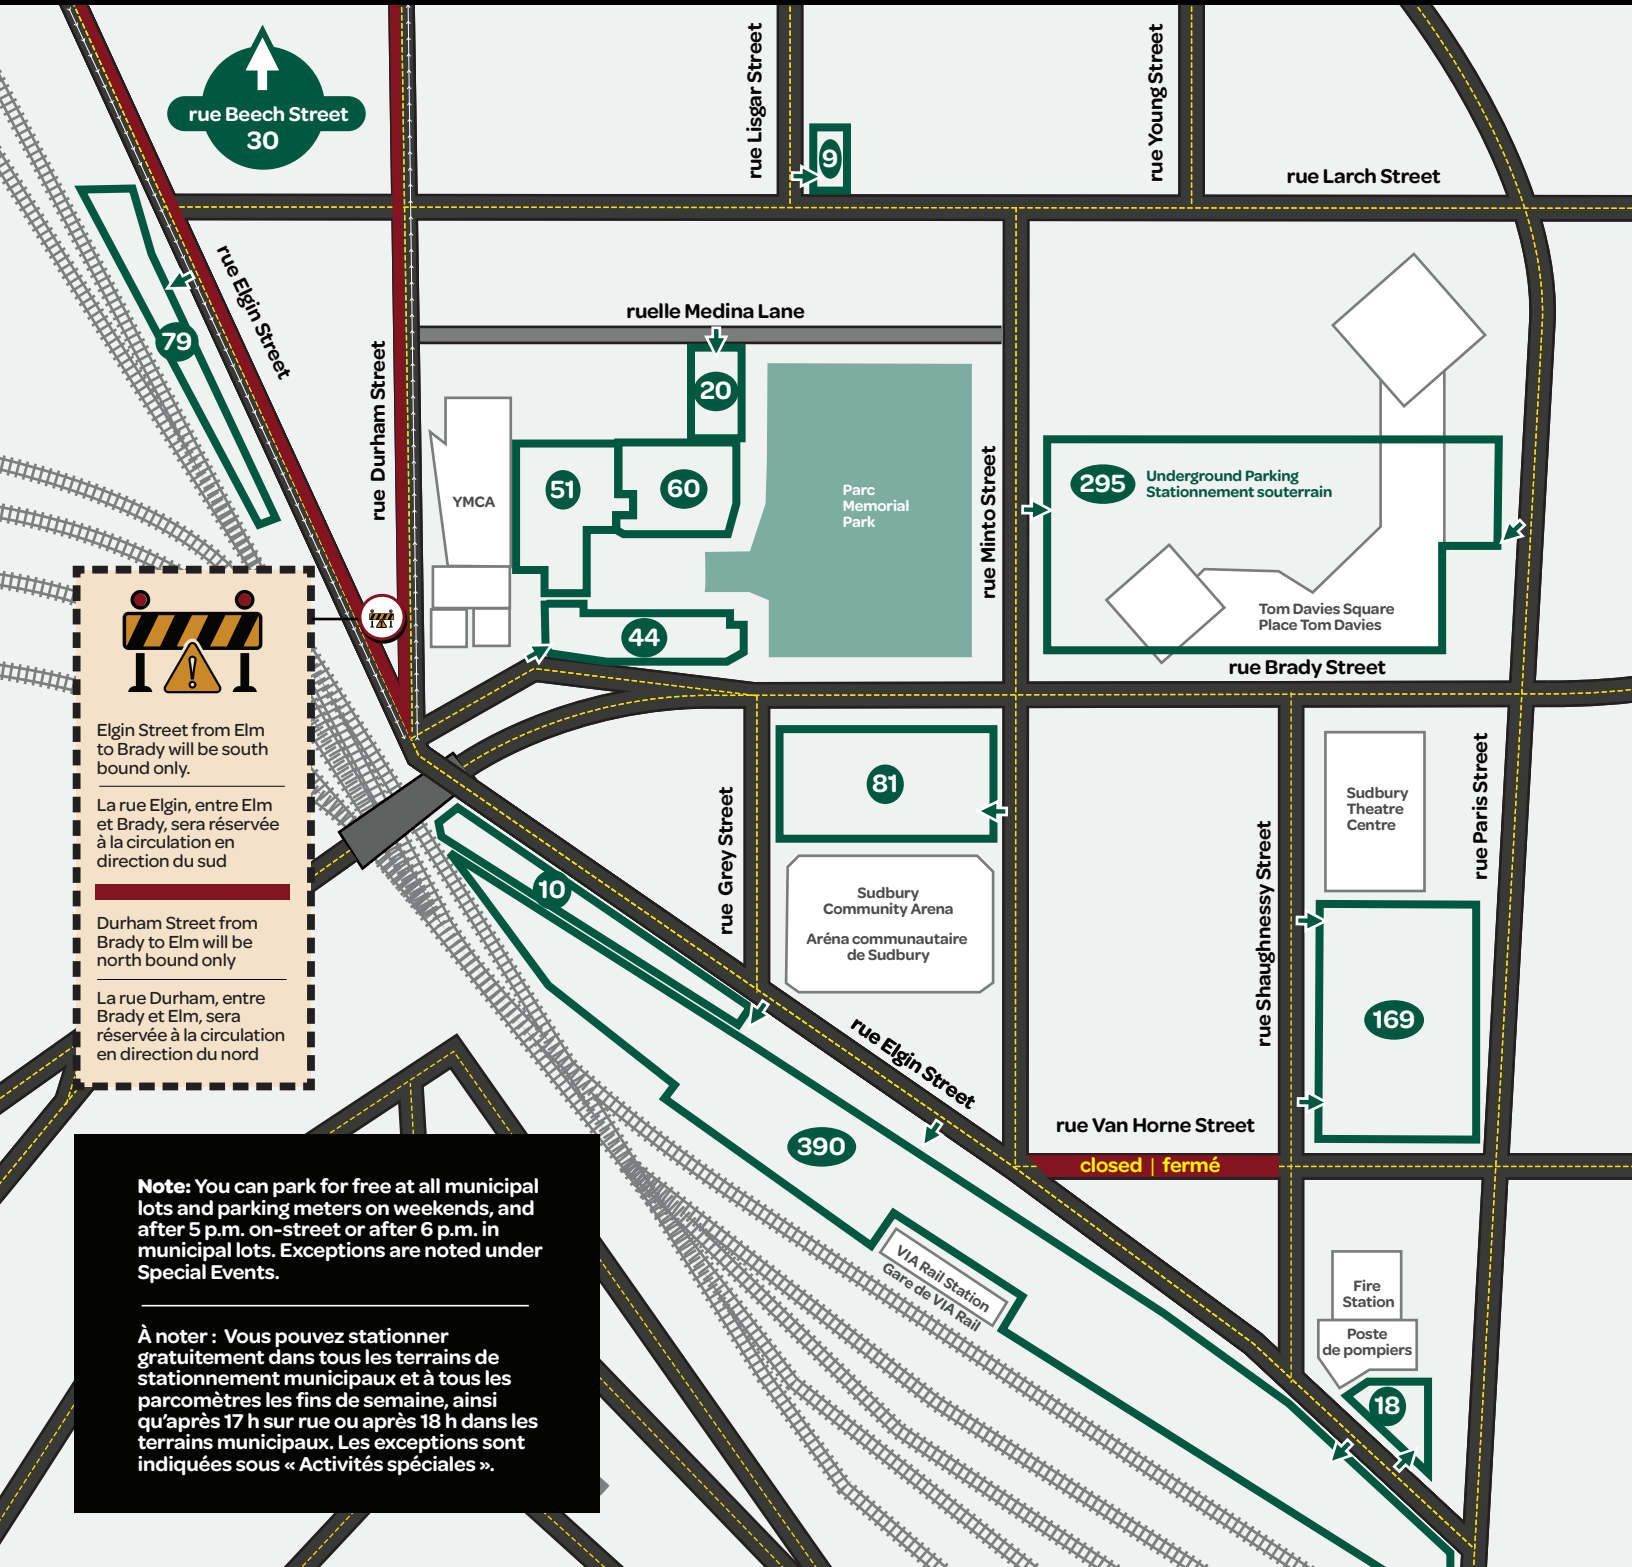 rue Beech Street
30
rue Lisgar Street
9
rue Young Street
rue Larch Street
rue Elgin Street
79
rue Durham Street
ruelle Medina Lane
20
YMCA
51
60
44
Parc
Memorial
Park
rue Minto Street
295
Underground Parking
Stationnement souterrain
Tom Davies Square
Place Tom Davies
rue Brady Street
Elgin Street from Elm
to Brady will be south
bound only.
La rue Elgin, entre Elm
et Brady, sera réservée
à la circulation en
direction du sud
Durham Street from
Brady to Elm will be
north bound only
La rue Durham, entre
Brady et Elm, sera
réservée à la circulation
en direction du nord
10
rue Grey Street
81
Sudbury
Community Arena
Aréna communautaire
de Sudbury
rue Shaughnessy Street
Sudbury
Theatre
Centre
rue Paris Street
169
rue Elgin Street
390
rue Van Horne Street
closed | fermé
VIA Rail Station
Gare de VIA Rail
Fire
Station
Poste
de pompiers
18
Note: You can park for free at all municipal
lots and parking meters on weekends, and
after 5 p.m. on-street or after 6 p.m. in
municipal lots. Exceptions are noted under
Special Events.
À noter : Vous pouvez stationner
gratuitement dans tous les terrains de
stationnement municipaux et à tous les
parcomètres les fins de semaine, ainsi
qu'après 17 h sur rue ou après 18 h dans les
terrains municipaux. Les exceptions sont
indiquées sous « Activités spéciales ».